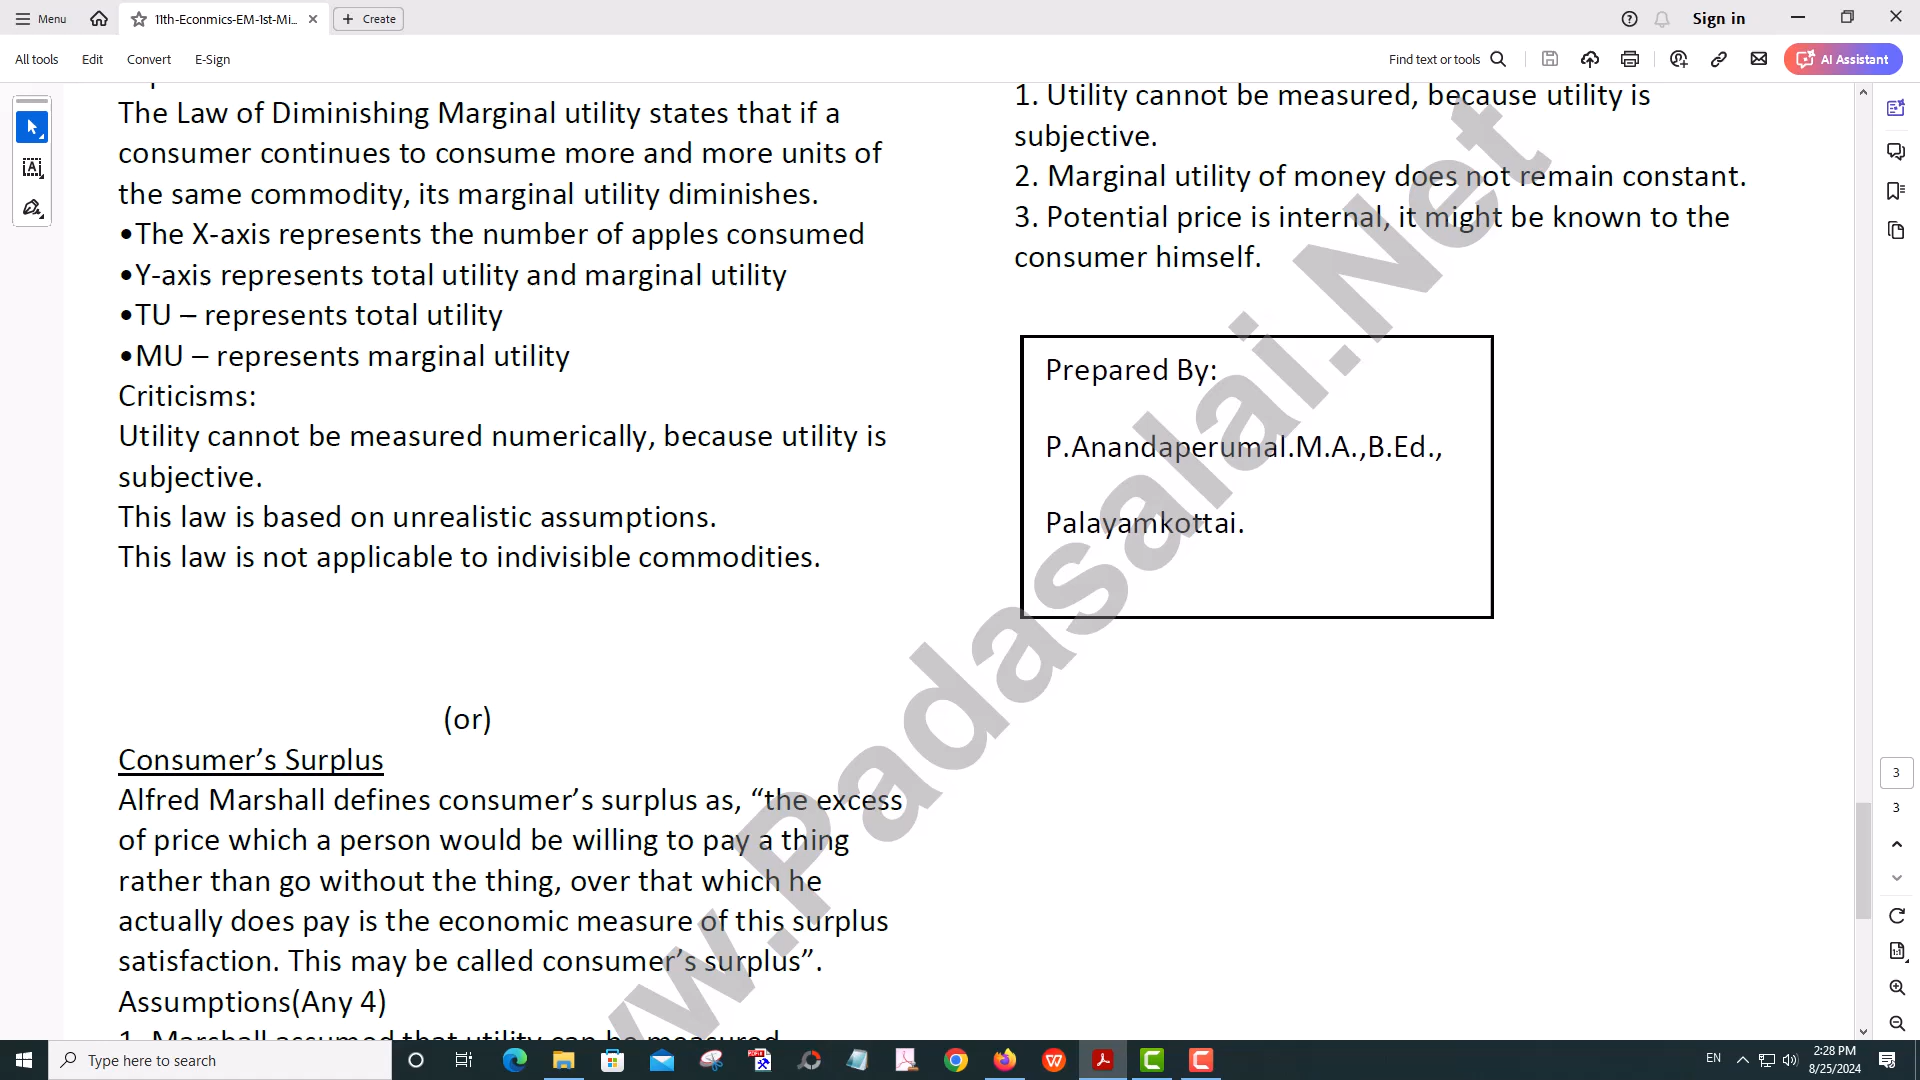 Menu
11th-Econmics-EM-1st-Mi...
Create
Sign in
All tools
Edit
Convert
E-Sign
Find text or tools
AI Assistant
The Law of Diminishing Marginal utility states that if a
consumer continues to consume more and more units of
the same commodity, its marginal utility diminishes.
•The X-axis represents the number of apples consumed
•Y-axis represents total utility and marginal utility
•TU – represents total utility
•MU – represents marginal utility
Criticisms:
Utility cannot be measured numerically, because utility is
subjective.
This law is based on unrealistic assumptions.
This law is not applicable to indivisible commodities.
(or)
Consumer’s Surplus
Alfred Marshall defines consumer’s surplus as, “the excess
of price which a person would be willing to pay a thing
rather than go without the thing, over that which he
actually does pay is the economic measure of this surplus
satisfaction. This may be called consumer’s surplus”.
Assumptions(Any 4)
1. Marshall assumed that utility can be measured
1. Utility cannot be measured, because utility is
subjective.
2. Marginal utility of money does not remain constant.
3. Potential price is internal, it might be known to the
consumer himself.
Prepared By:
P.Anandaperumal.M.A.,B.Ed.,
Palayamkottai.
w.Padasalai.Net
3
3
Type here to search
EN
2:28 PM
8/25/2024